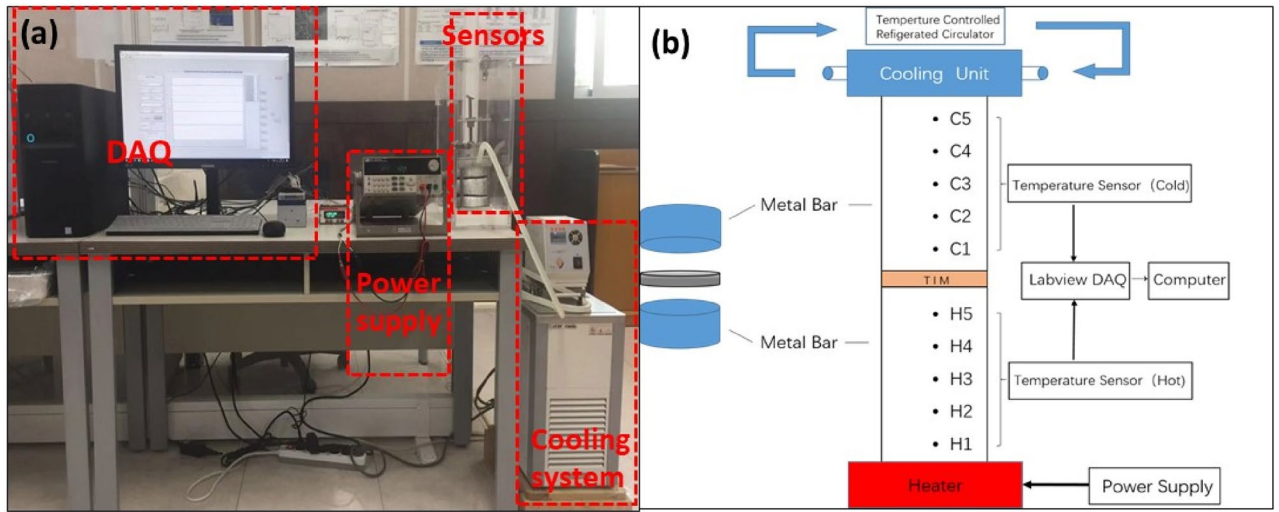 (a)
Sensors
DAQ
Power
supply
Cooling
system
(b)
Temperture Controlled
Refigerated Circulator
Cooling Unit
C5
C4
C3
C2
C1
Temperature Sensor (Cold)
Metal Bar
TIM
Labview DAQ
Computer
H5
H4
H3
H2
H1
Metal Bar
Temperature Sensor (Hot)
Heater
Power Supply